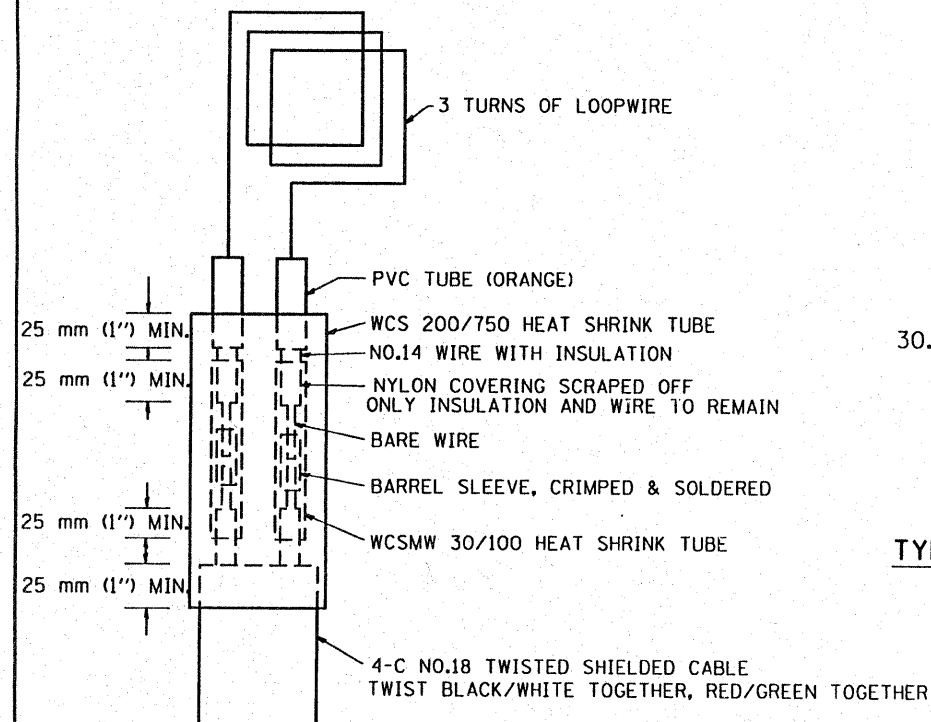 3 TURNS OF LOOPWIRE
PVC TUBE (ORANGE)
25 mm (1'') MIN.
WCS 200/750 HEAT SHRINK TUBE
30.
NO.14 WIRE WITH INSULATION
25 mm (1'') MIN.
NYLON COVERING SCRAPED OFF
ONLY INSULATION AND WIRE TO REMAIN
BARE WIRE
BARREL SLEEVE, CRIMPED & SOLDERED
25 mm (1'') MIN.
WCSMW 30/100 HEAT SHRINK TUBE
25 mm (1'') MIN.
4-C NO.18 TWISTED SHIELDED CABLE
TWIST BLACK/WHITE TOGETHER, RED/GREEN TOGETHER